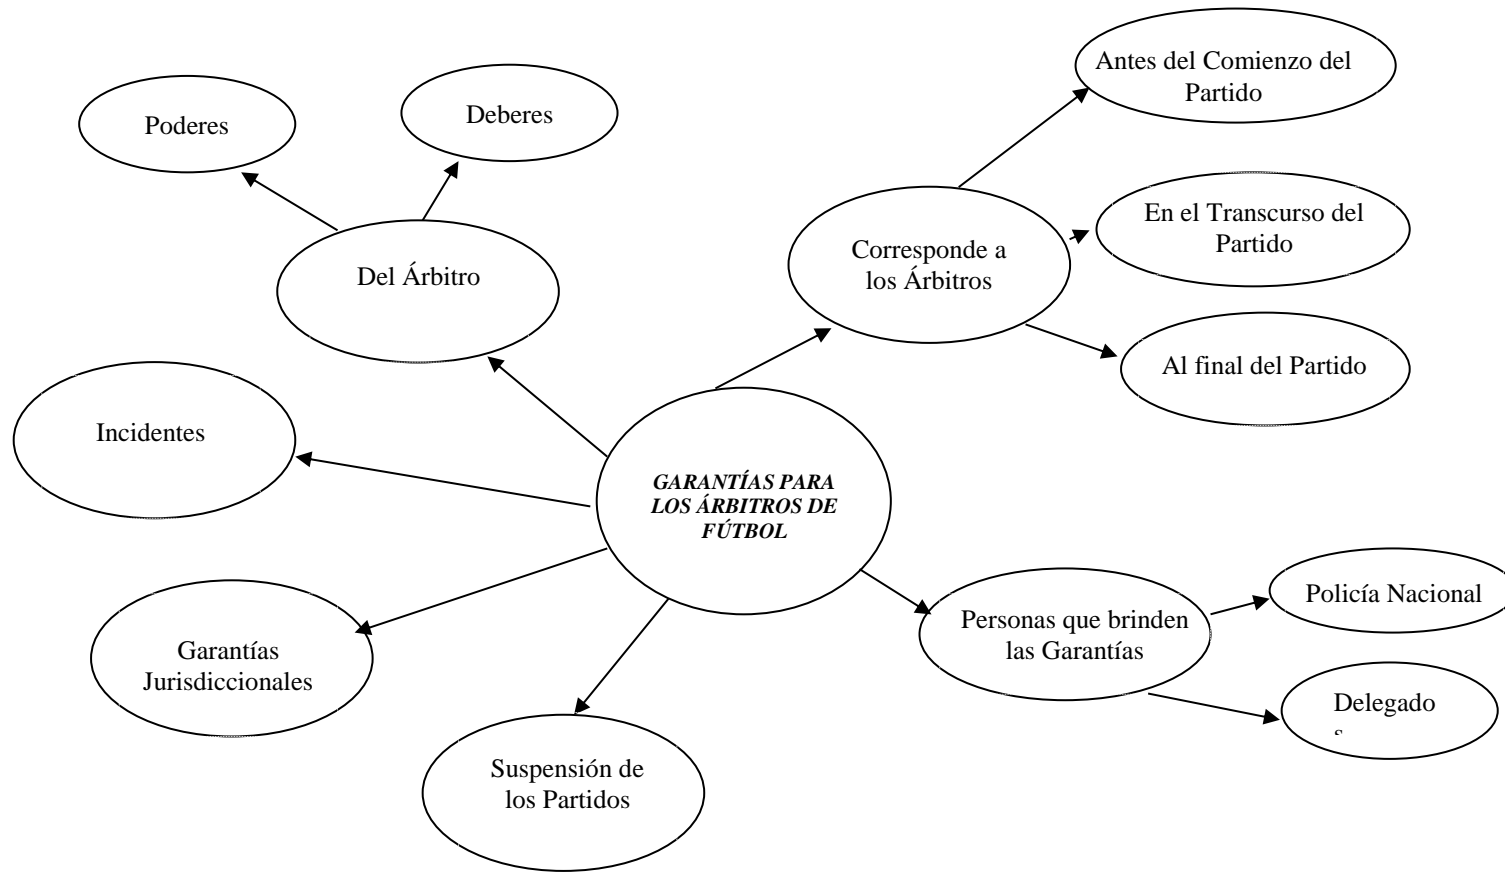 Antes del Comienzo del
Partido
Poderes
Deberes
En el Transcurso del
Partido
Corresponde a
los Árbitros
Del Árbitro
Al final del Partido
Incidentes
GARANTÍAS PARA
LOS ÁRBITROS DE
FÚTBOL
Policía Nacional
Personas que brinden
las Garantías
Garantías
Jurisdiccionales
Delegado
s
Suspensión de
los Partidos